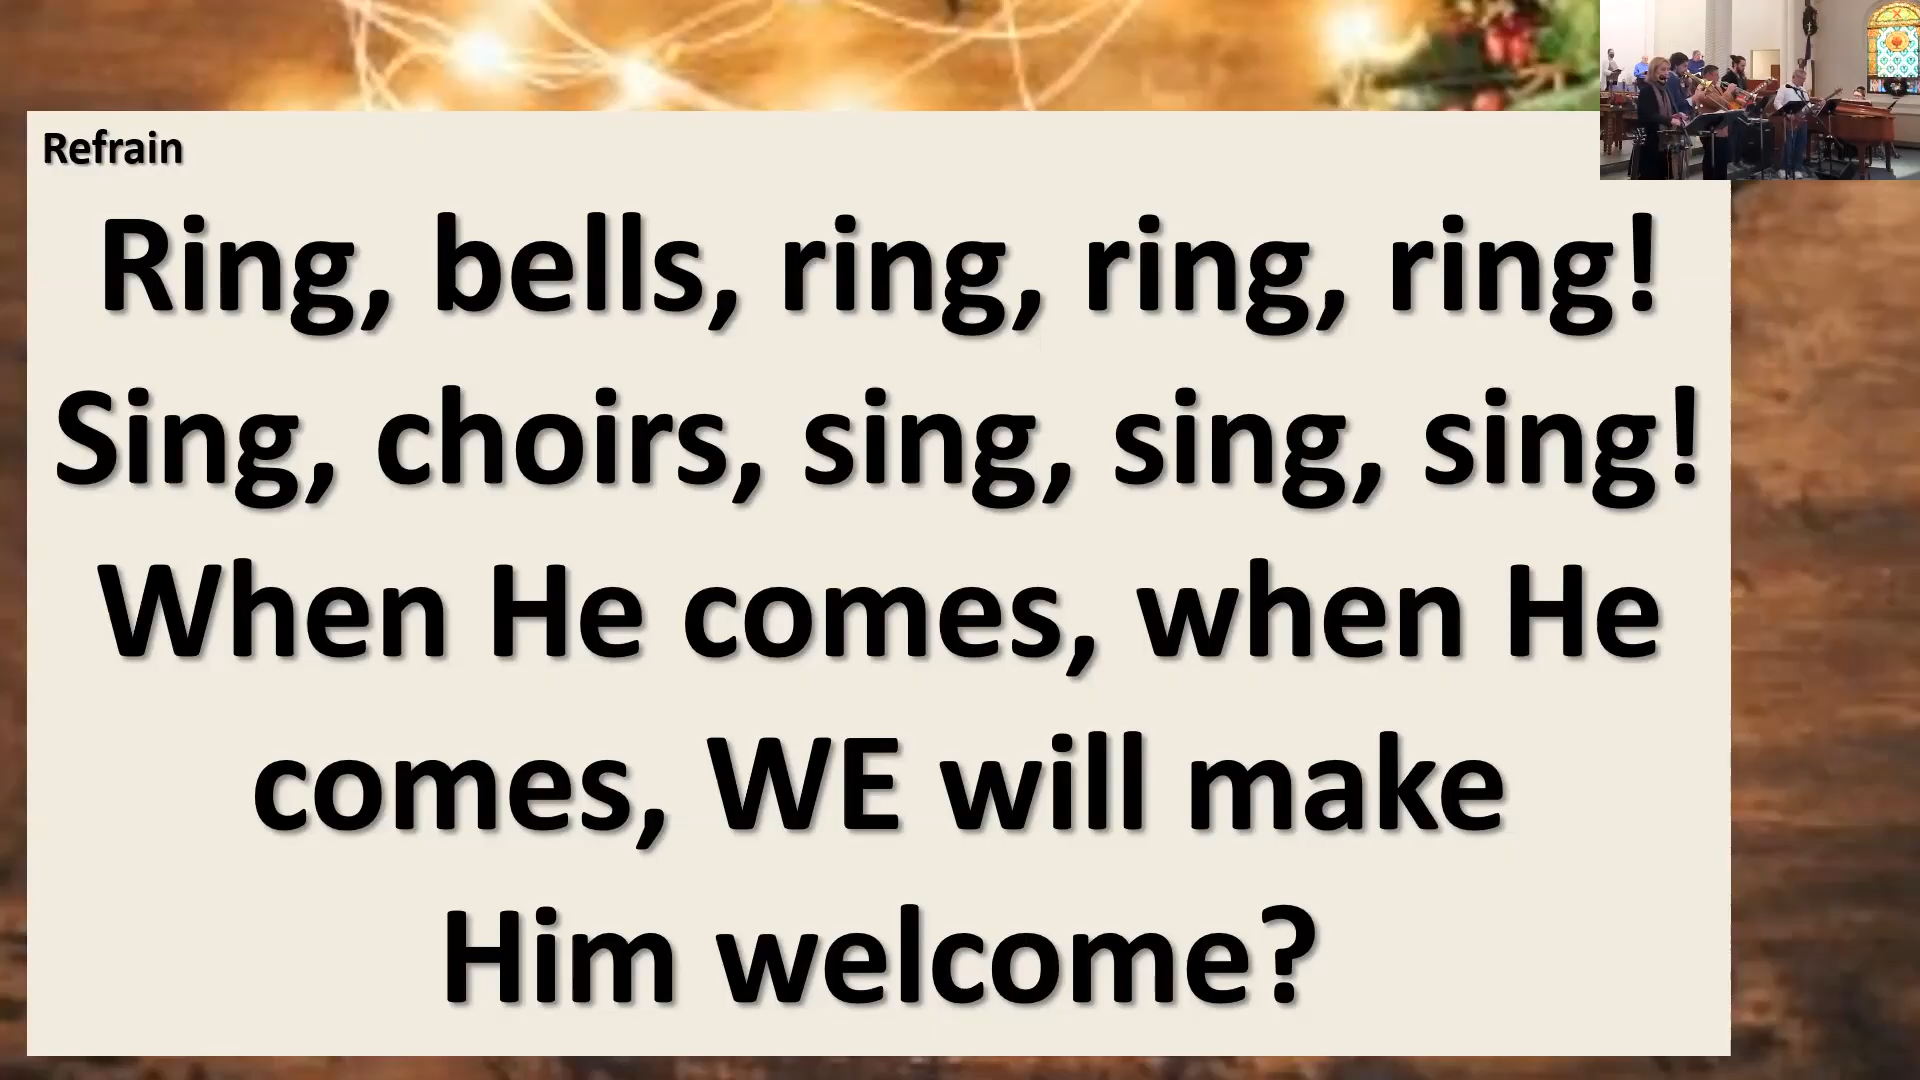 Refrain
Ring, bells, ring, ring, ring!
Sing, choirs, sing, sing, sing!
When He comes, when He
comes, WE will make
Him welcome?